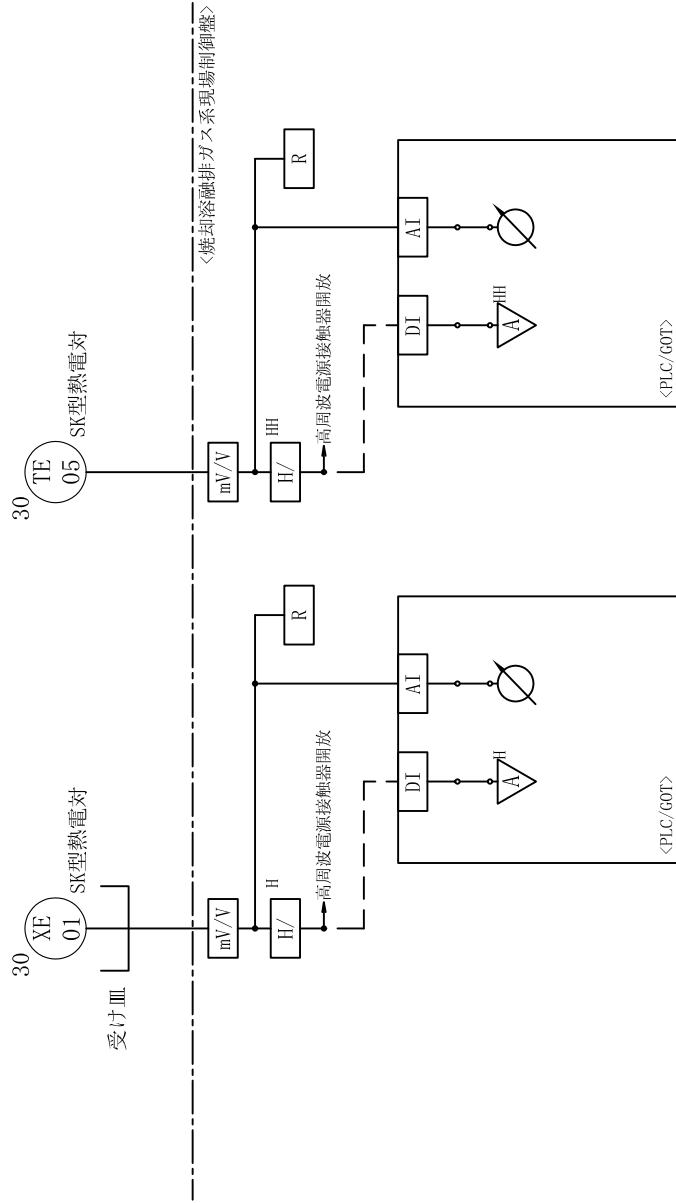 30
XE
01
SK型熱電対
受け皿
mV/V
H/
H
高周波電源接触器開放
R
DI
AI
A
H
<PLC/GOT>
30
TE
05
SK型熱電対
<焼却溶融排ガス系現場制御盤>
mV/V
H/
HH
高周波電源接触器開放
R
DI
AI
A
HH
<PLC/GOT>